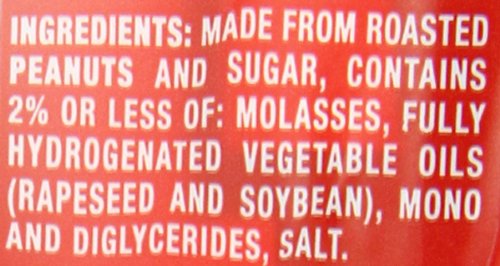 INGREDIENTS: MADE FROM ROASTED
PEANUTS AND SUGAR, CONTAINS
2% OR LESS OF: MOLASSES, FULLY
HYDROGENATED VEGETABLE OILS
(RAPESEED AND SOYBEAN), MONO
AND DIGLYCERIDES, SALT.